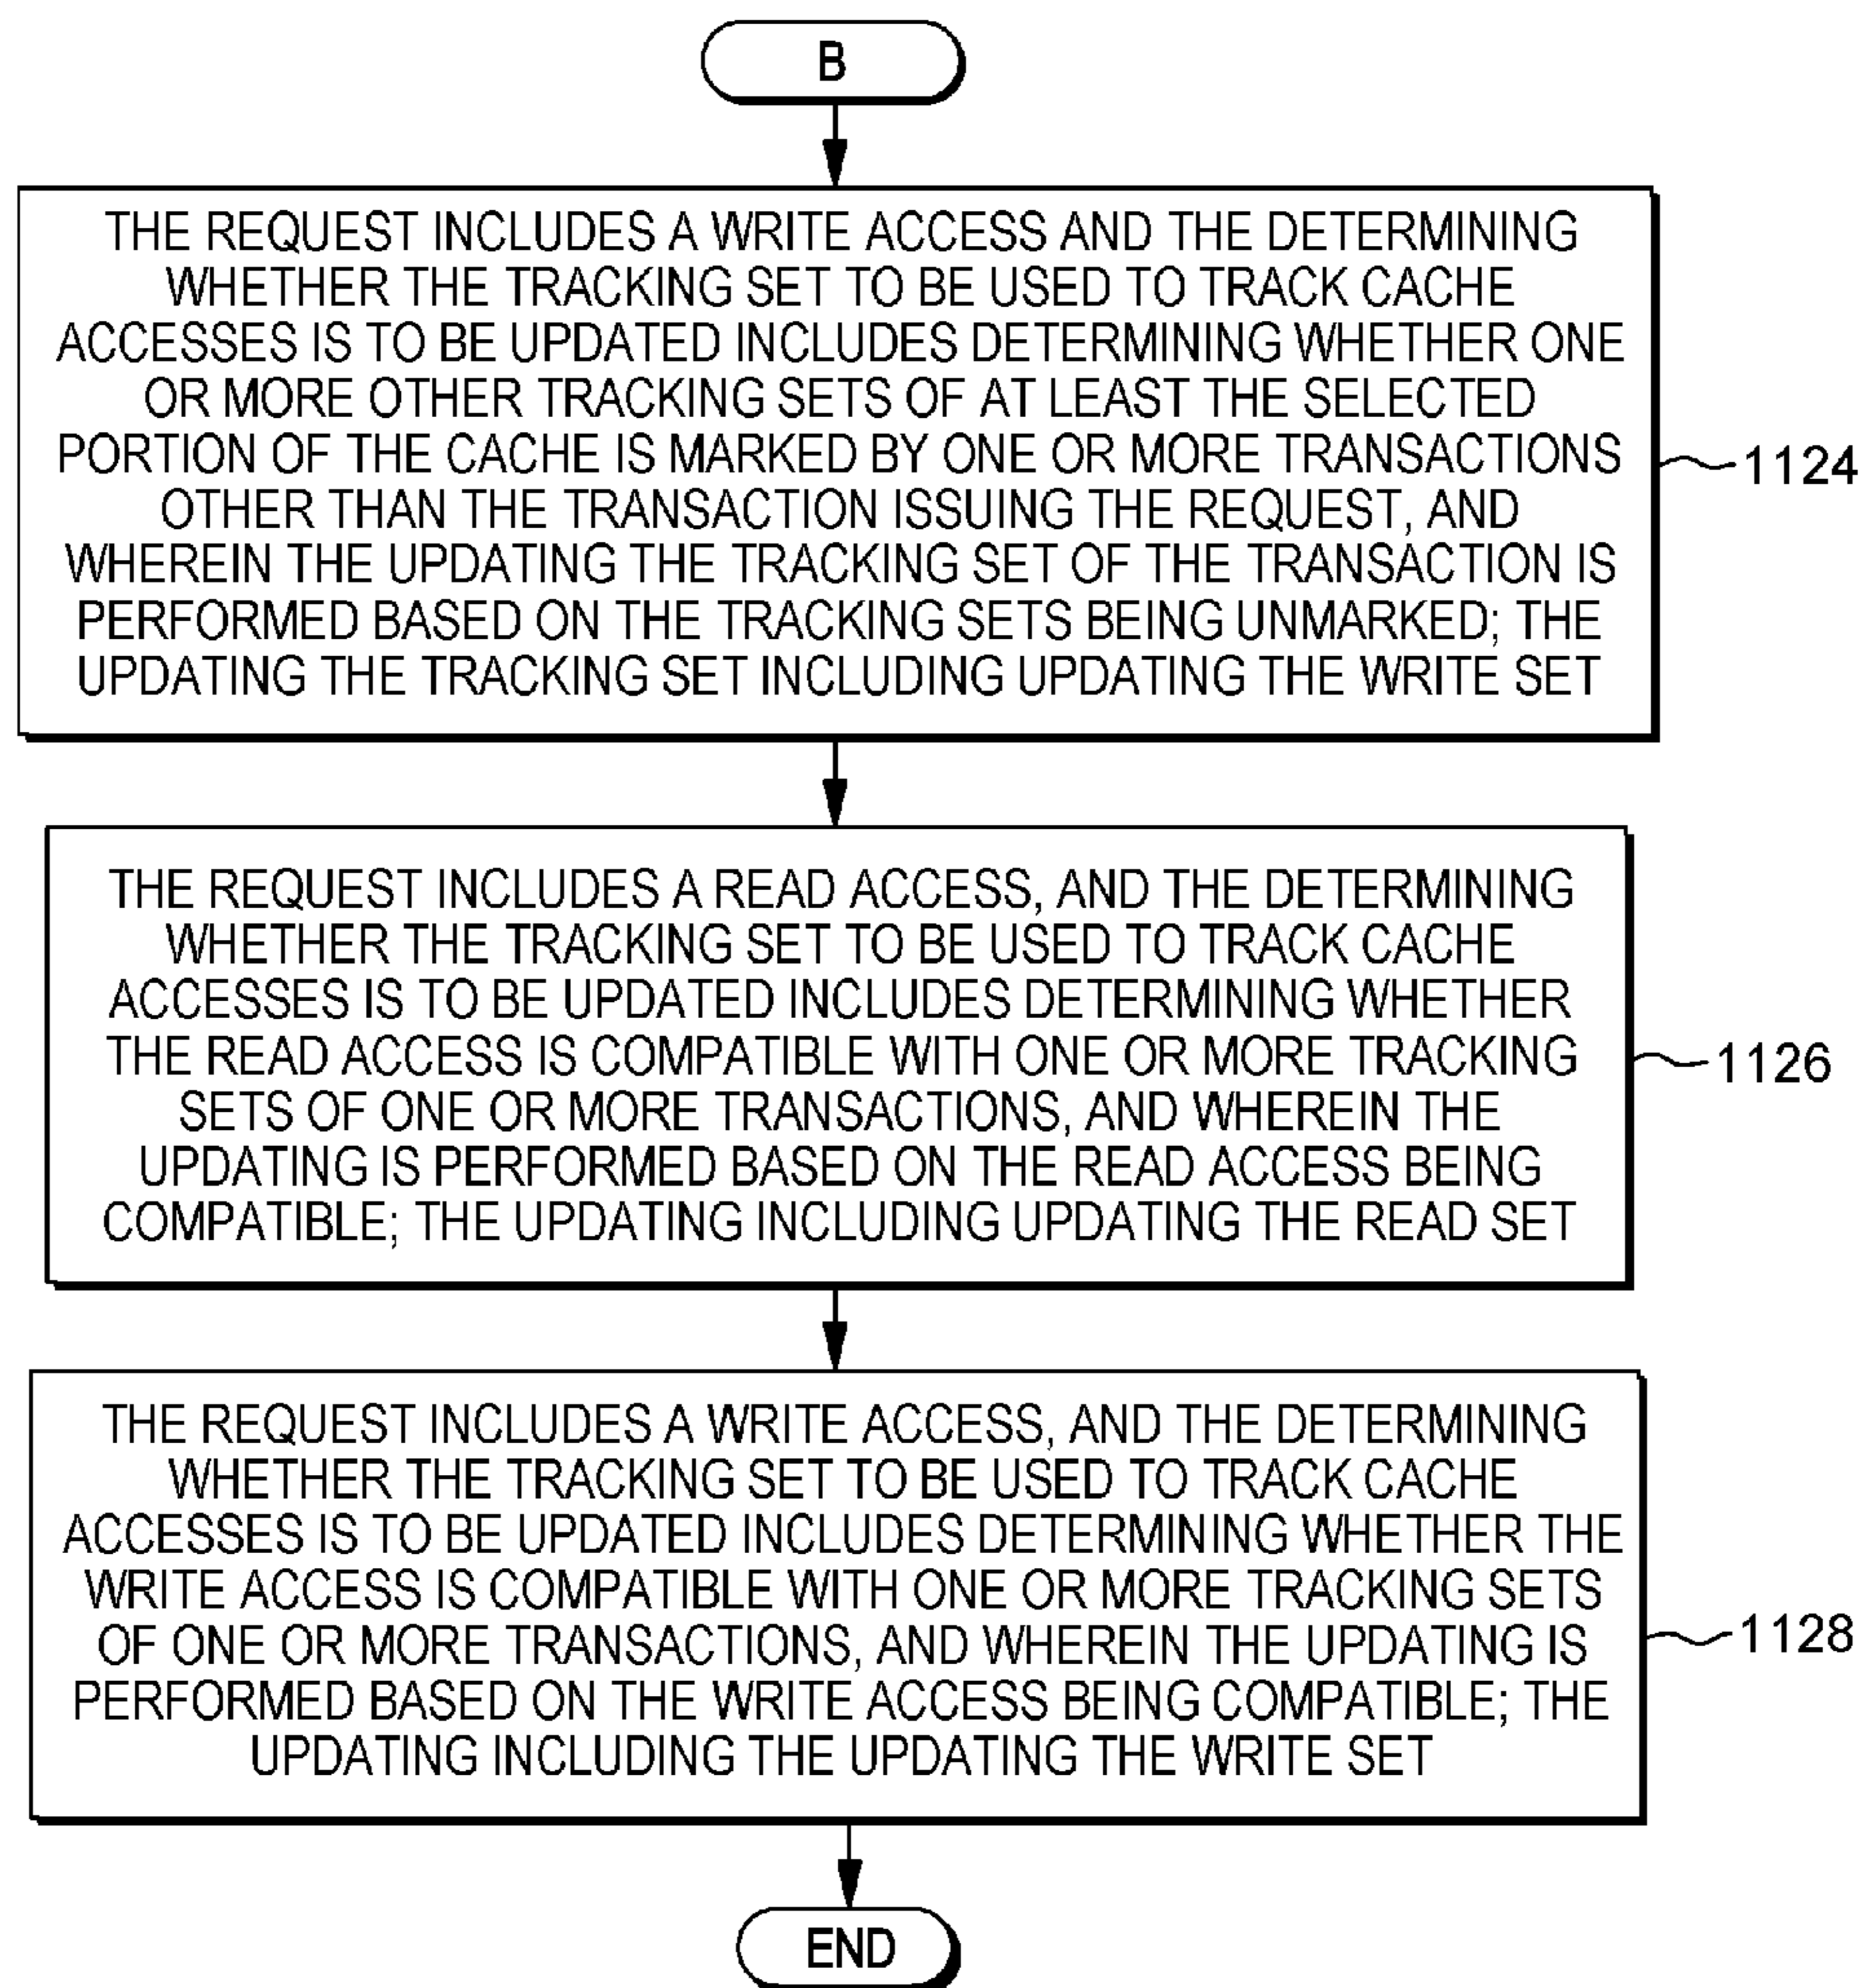 B
THE REQUEST INCLUDES A WRITE ACCESS AND THE DETERMINING
WHETHER THE TRACKING SET TO BE USED TO TRACK CACHE
ACCESSES IS TO BE UPDATED INCLUDES DETERMINING WHETHER ONE
OR MORE OTHER TRACKING SETS OF AT LEAST THE SELECTED
PORTION OF THE CACHE IS MARKED BY ONE OR MORE TRANSACTIONS
OTHER THAN THE TRANSACTION ISSUING THE REQUEST, AND
WHEREIN THE UPDATING THE TRACKING SET OF THE TRANSACTION IS
PERFORMED BASED ON THE TRACKING SETS BEING UNMARKED; THE
UPDATING THE TRACKING SET INCLUDING UPDATING THE WRITE SET
1124
THE REQUEST INCLUDES A READ ACCESS, AND THE DETERMINING
WHETHER THE TRACKING SET TO BE USED TO TRACK CACHE
ACCESSES IS TO BE UPDATED INCLUDES DETERMINING WHETHER
THE READ ACCESS IS COMPATIBLE WITH ONE OR MORE TRACKING
SETS OF ONE OR MORE TRANSACTIONS, AND WHEREIN THE
UPDATING IS PERFORMED BASED ON THE READ ACCESS BEING
COMPATIBLE; THE UPDATING INCLUDING UPDATING THE READ SET
1126
THE REQUEST INCLUDES A WRITE ACCESS, AND THE DETERMINING
WHETHER THE TRACKING SET TO BE USED TO TRACK CACHE
ACCESSES IS TO BE UPDATED INCLUDES DETERMINING WHETHER THE
WRITE ACCESS IS COMPATIBLE WITH ONE OR MORE TRACKING SETS
OF ONE OR MORE TRANSACTIONS, AND WHEREIN THE UPDATING IS
PERFORMED BASED ON THE WRITE ACCESS BEING COMPATIBLE; THE
UPDATING INCLUDING THE UPDATING THE WRITE SET
1128
END